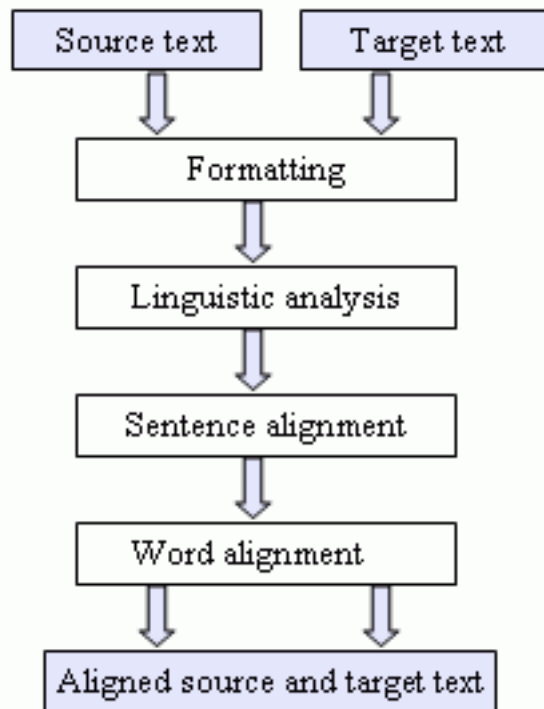 Source text
Target text
Formatting
Linguistic analysis
Sentence alignment
Word alignment
Aligned source and target text